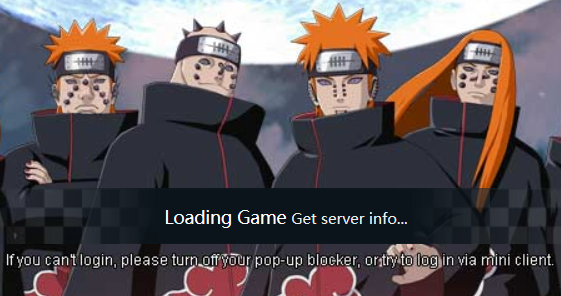 Loading Game Get server info...
If you can't login, please turn off your pop-up blocker, or try to log in via mini client.